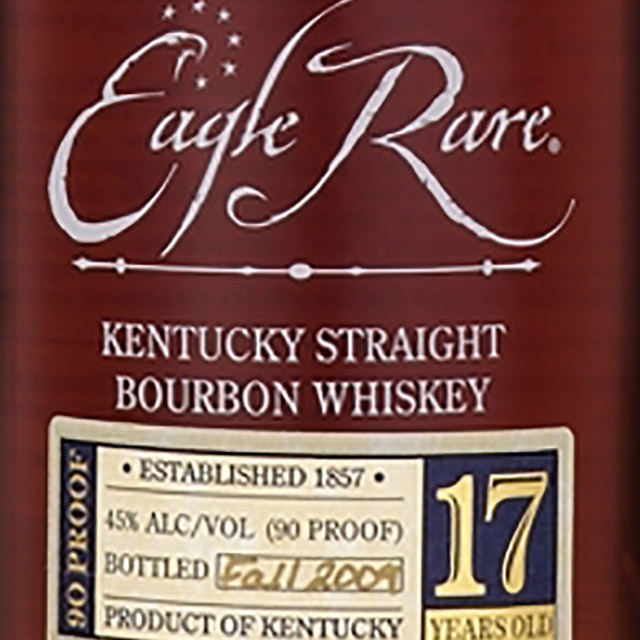 Eagle Rare®
KENTUCKY STRAIGHT
BOURBON WHISKEY
90 PROOF
• ESTABLISHED 1857 •
45% ALC/VOL (90 PROOF)
BOTTLED Fall 2009
PRODUCT OF KENTUCKY
17
YEARS OLD